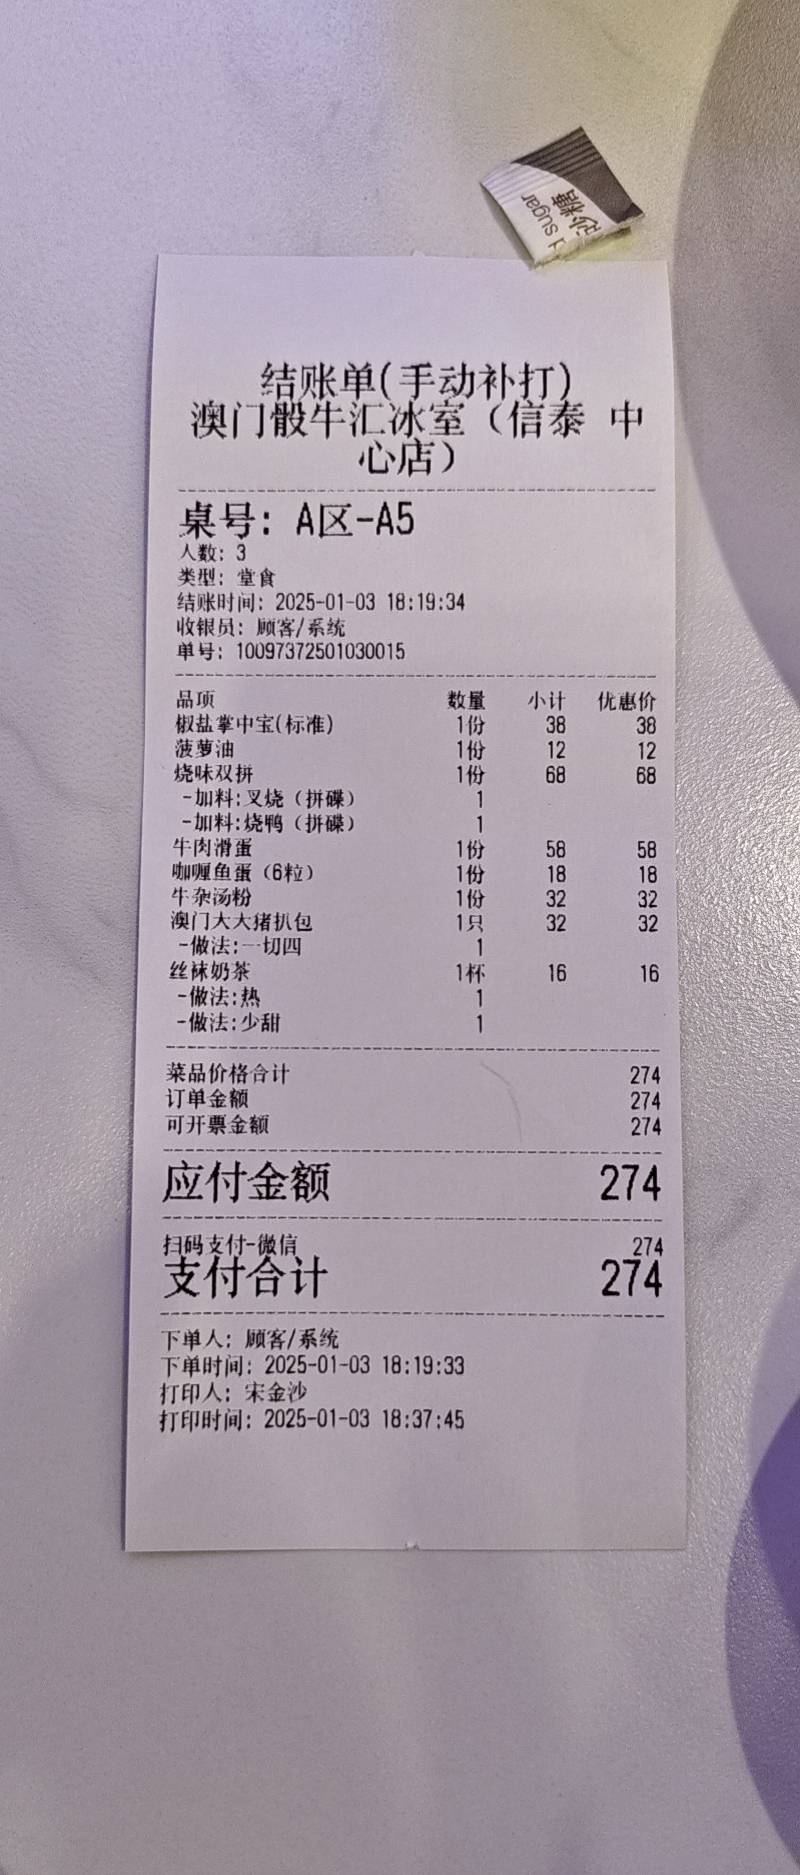 砂糖
sugar
结账单(手动补打)
澳门骰牛汇冰室（信泰 中
心店）
桌号: A区-A5
人数: 3
类型: 堂食
结账时间: 2025-01-03 18:19:34
收银员: 顾客/系统
单号: 10097372501030015
品项 数量 小计 优惠价
椒盐掌中宝(标准) 1份 38 38
菠萝油 1份 12 12
烧味双拼 1份 68 68
-加料:叉烧（拼碟） 1
-加料:烧鸭（拼碟） 1
牛肉滑蛋 1份 58 58
咖喱鱼蛋（6粒） 1份 18 18
牛杂汤粉 1份 32 32
澳门大大猪扒包 1只 32 32
-做法:一切四 1
丝袜奶茶 1杯 16 16
-做法:热 1
-做法:少甜 1
菜品价格合计 274
订单金额 274
可开票金额 274
应付金额 274
扫码支付-微信 274
支付合计 274
下单人: 顾客/系统
下单时间: 2025-01-03 18:19:33
打印人: 宋金沙
打印时间: 2025-01-03 18:37:45